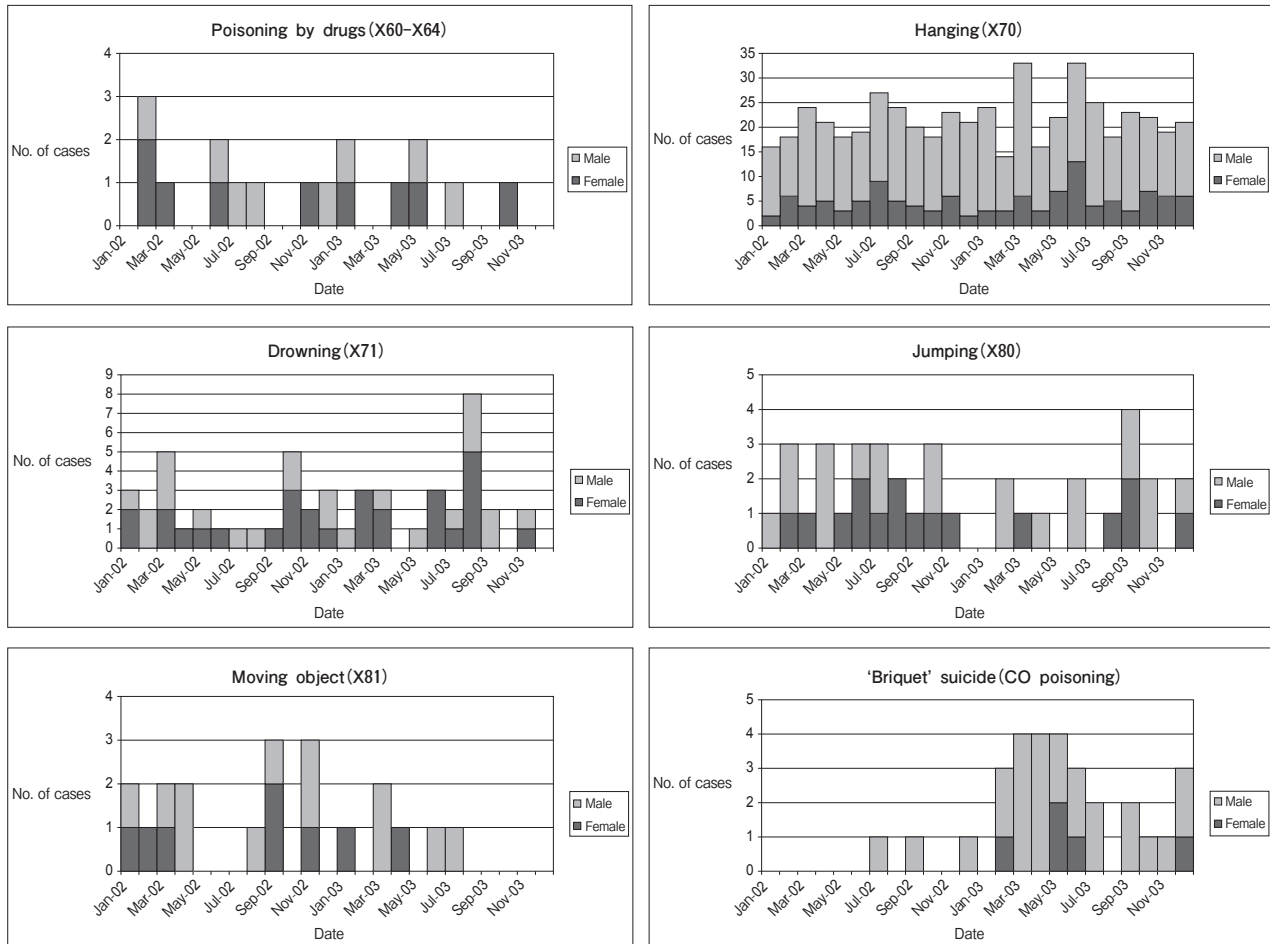 Poisoning by drugs (X60-X64)
4
3
2
1
0
No. of cases
Male
Female
Jan-02
Mar-02
May-02
Jul-02
Sep-02
Nov-02
Jan-03
Mar-03
May-03
Jul-03
Sep-03
Nov-03
Date
Hanging (X70)
35
30
25
20
15
10
5
0
No. of cases
Male
Female
Jan-02
Mar-02
May-02
Jul-02
Sep-02
Nov-02
Jan-03
Mar-03
May-03
Jul-03
Sep-03
Nov-03
Date
Drowning (X71)
9
8
7
6
5
4
3
2
1
0
No. of cases
Male
Female
Jan-02
Mar-02
May-02
Jul-02
Sep-02
Nov-02
Jan-03
Mar-03
May-03
Jul-03
Sep-03
Nov-03
Date
Jumping (X80)
5
4
3
2
1
0
No. of cases
Male
Female
Jan-02
Mar-02
May-02
Jul-02
Sep-02
Nov-02
Jan-03
Mar-03
May-03
Jul-03
Sep-03
Nov-03
Date
Moving object (X81)
4
3
2
1
0
No. of cases
Male
Female
Jan-02
Mar-02
May-02
Jul-02
Sep-02
Nov-02
Jan-03
Mar-03
May-03
Jul-03
Sep-03
Nov-03
Date
‘Briquet’ suicide (CO poisoning)
5
4
3
2
1
0
No. of cases
Male
Female
Jan-02
Mar-02
May-02
Jul-02
Sep-02
Nov-02
Jan-03
Mar-03
May-03
Jul-03
Sep-03
Nov-03
Date